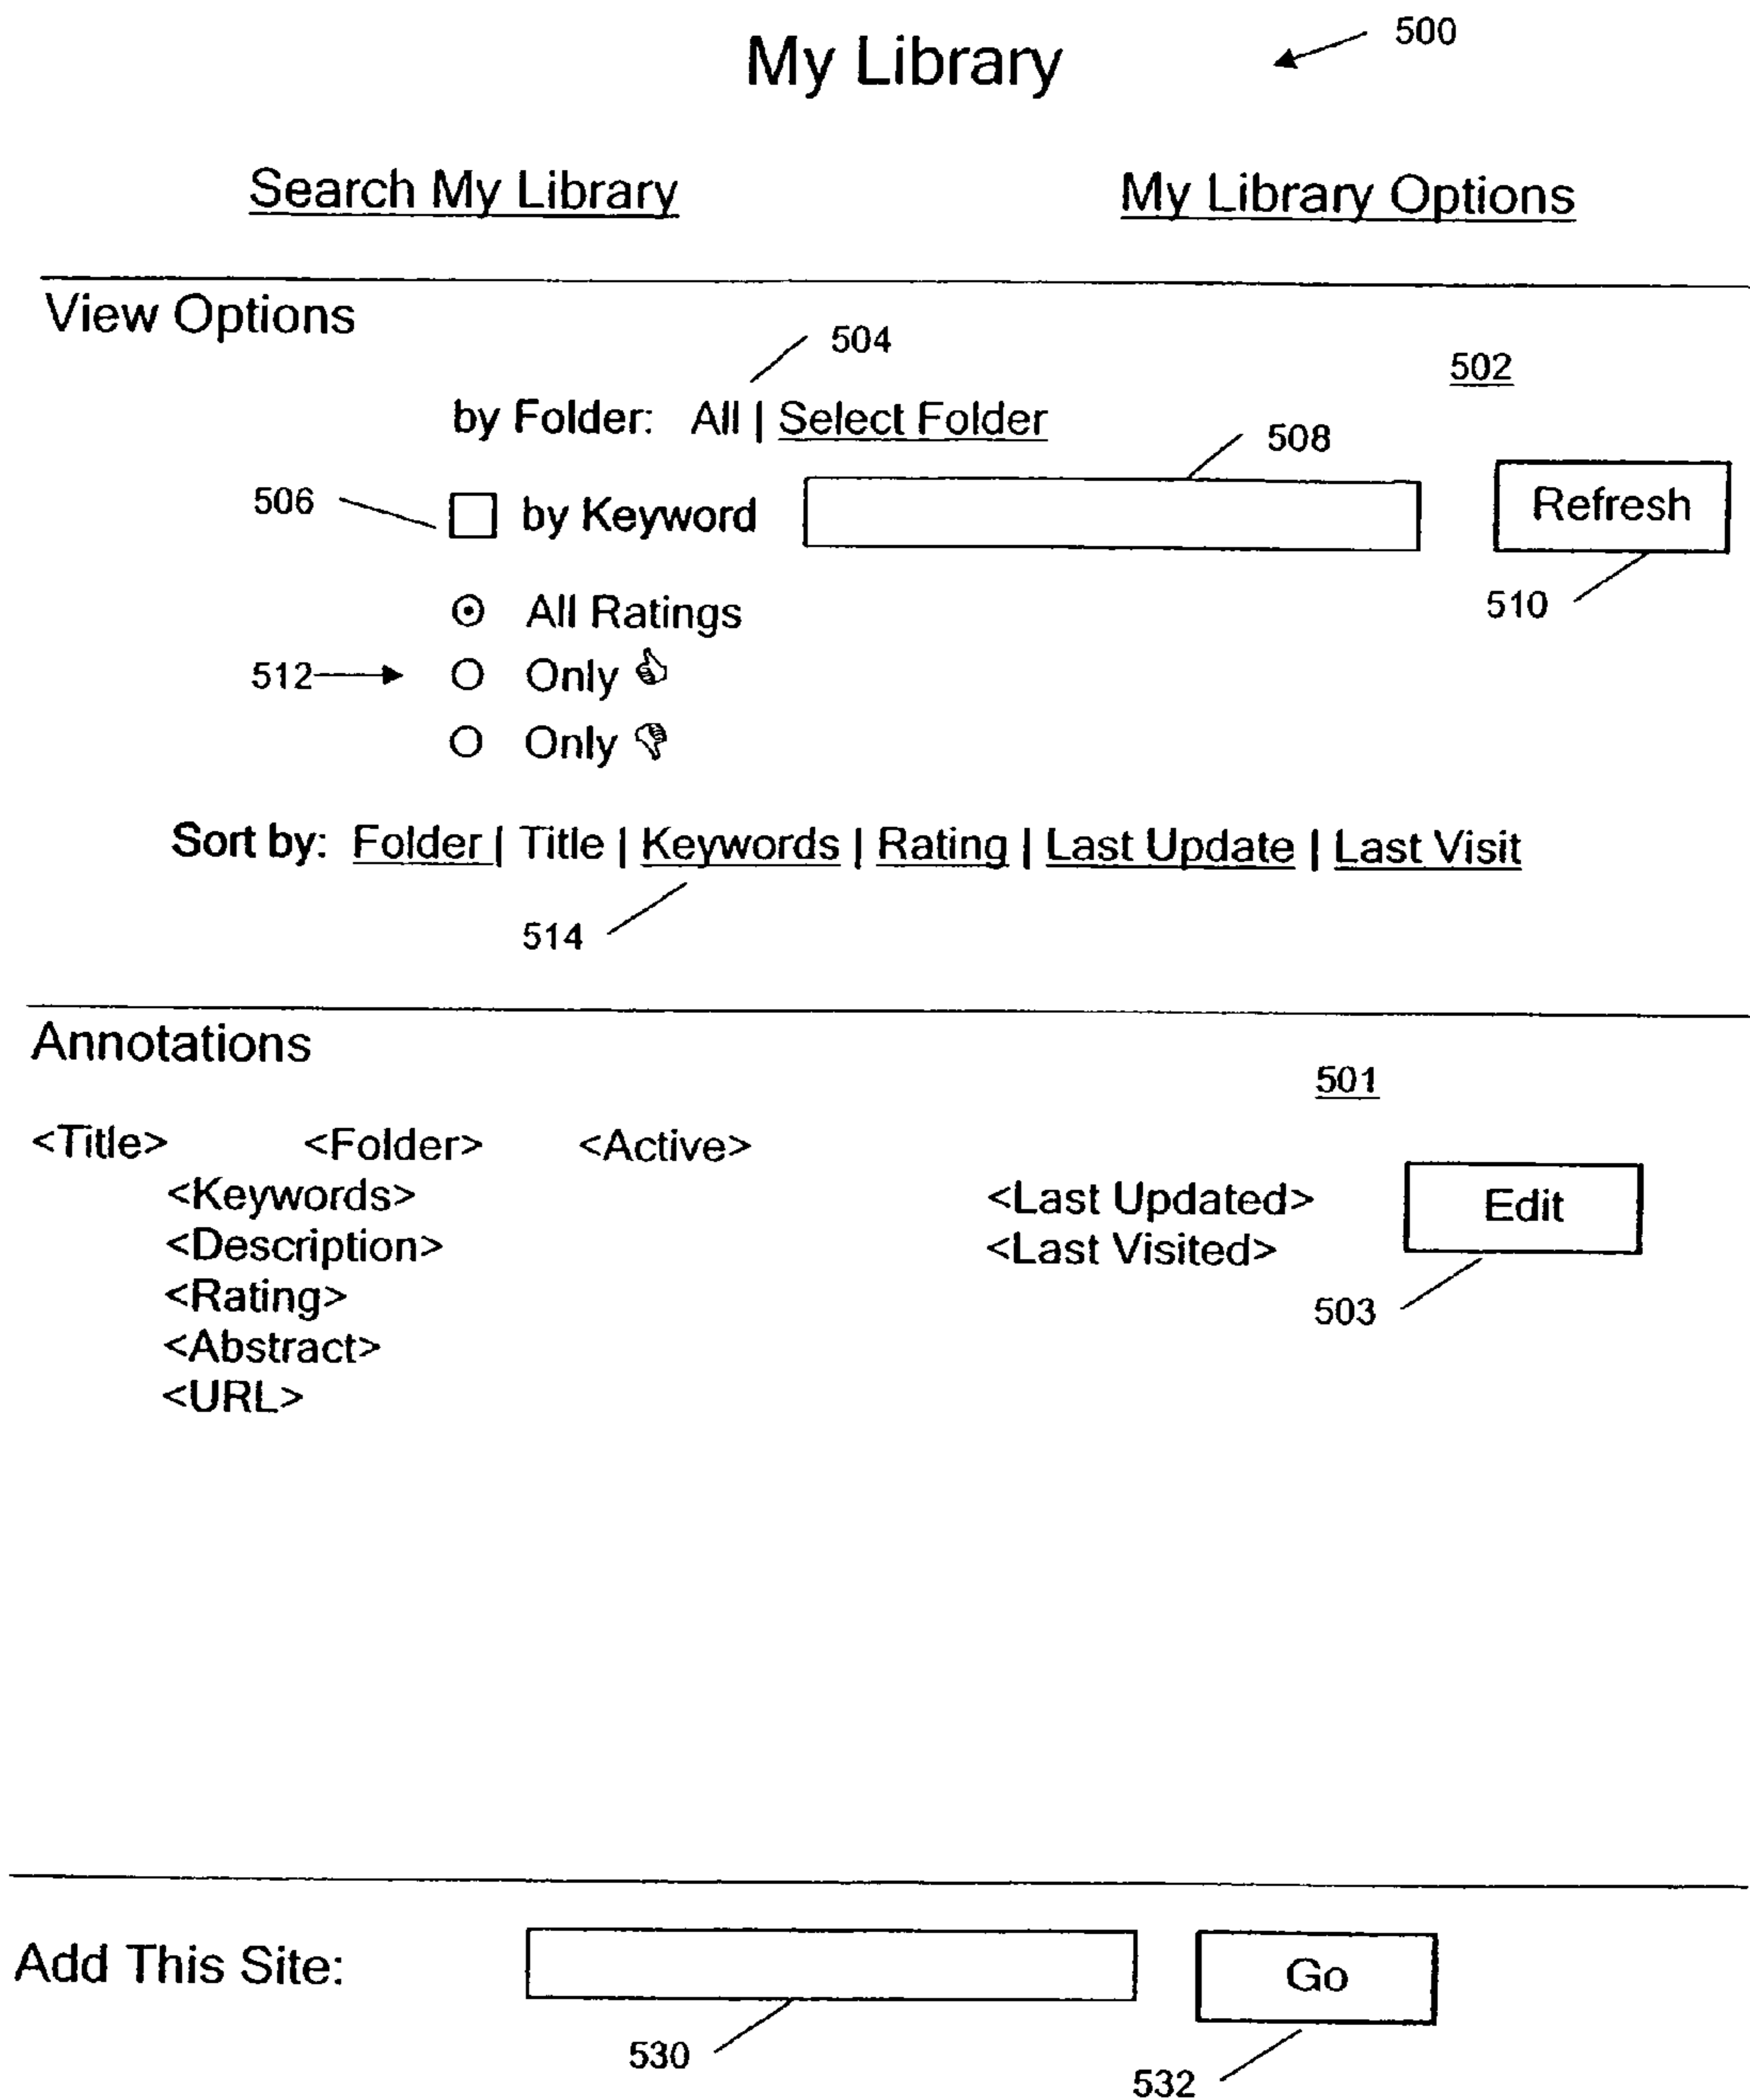 My Library
500
Search My Library
My Library Options
View Options
504
502
by Folder: All | Select Folder
508
506
by Keyword
Refresh
510
All Ratings
512
Only
Only
Sort by: Folder | Title | Keywords | Rating | Last Update | Last Visit
514
Annotations
501
<Title> <Folder> <Active>
<Keywords>
<Last Updated>
Edit
<Description>
<Last Visited>
<Rating>
503
<Abstract>
<URL>
Add This Site:
Go
530
532